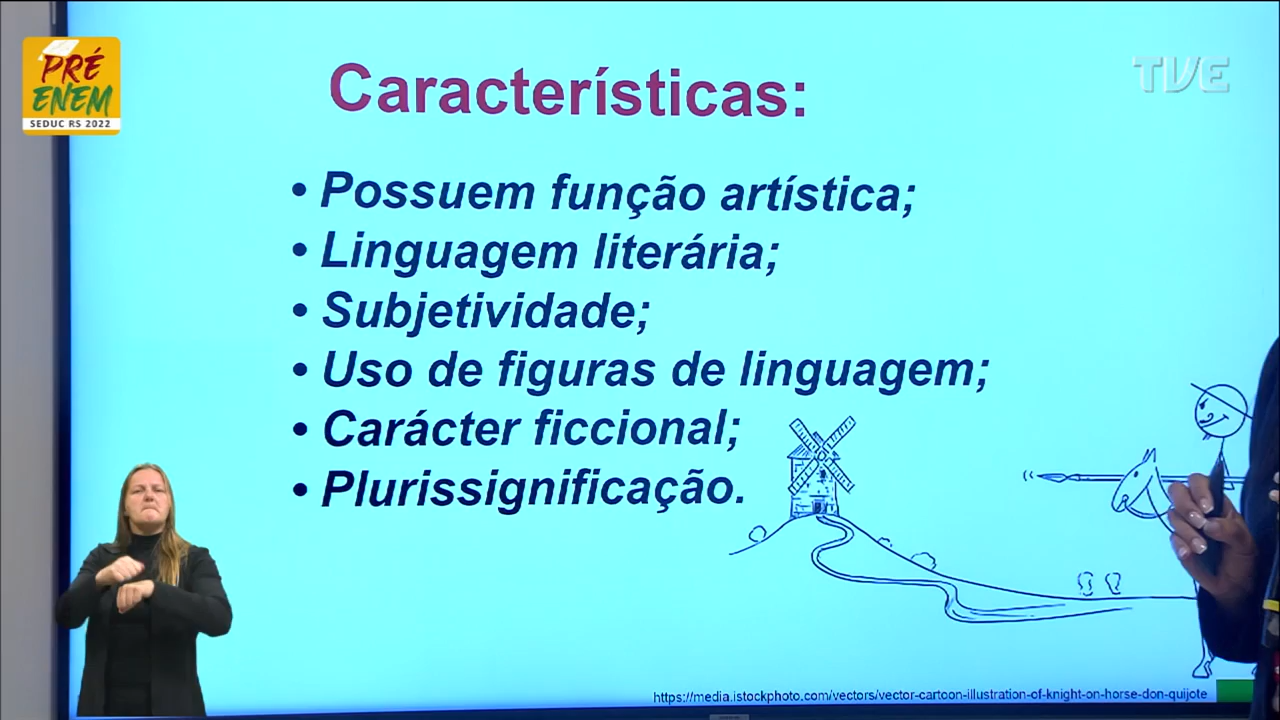 PRÉ
ENEM
SEDUC RS 2022
TVE
Características:
• Possuem função artística;
• Linguagem literária;
• Subjetividade;
• Uso de figuras de linguagem;
• Carácter ficcional;
• Plurissignificação.
https://media.istockphoto.com/vectors/vector-cartoon-illustration-of-knight-on-horse-don-quijote